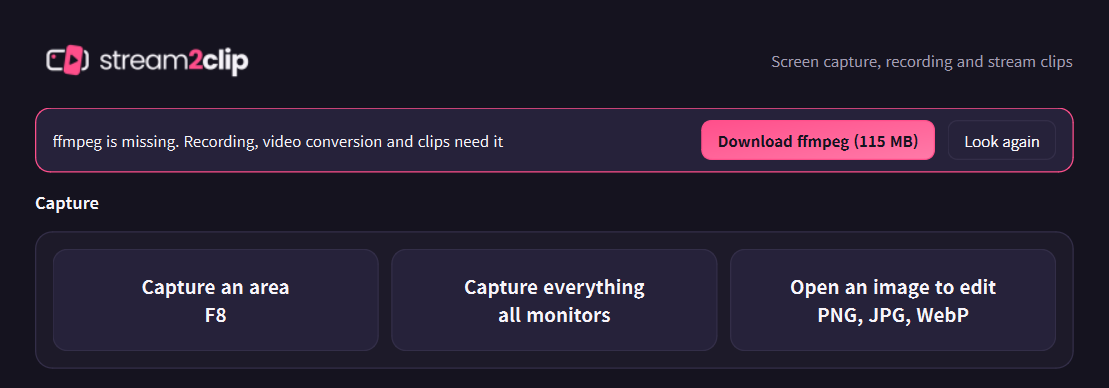 stream2clip
Screen capture, recording and stream clips
ffmpeg is missing. Recording, video conversion and clips need it
Download ffmpeg (115 MB)
Look again
Capture
Capture an area
F8
Capture everything
all monitors
Open an image to edit
PNG, JPG, WebP